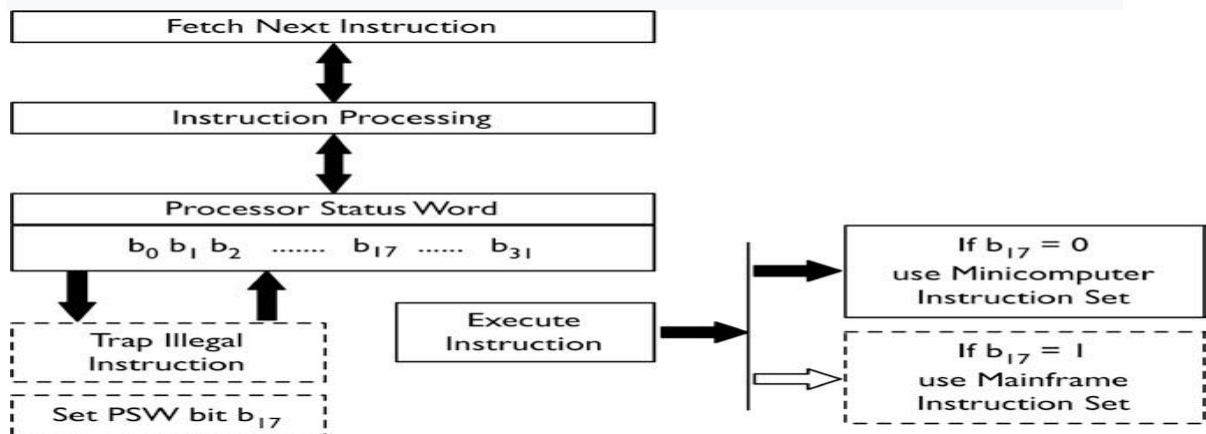 Fetch Next Instruction
Instruction Processing
Processor Status Word
b₀ b₁ b₂ ....... b₁₇ ...... b₃₁
Trap Illegal
Instruction
Set PSW bit b₁₇
Execute
Instruction
If b₁₇ = 0
use Minicomputer
Instruction Set
If b₁₇ = 1
use Mainframe
Instruction Set